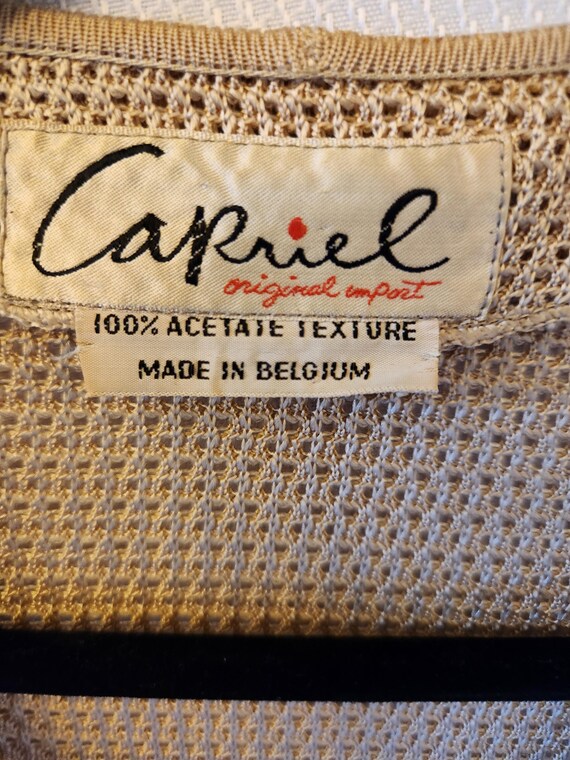 Capriel
original import
100% ACETATE TEXTURE
MADE IN BELGIUM